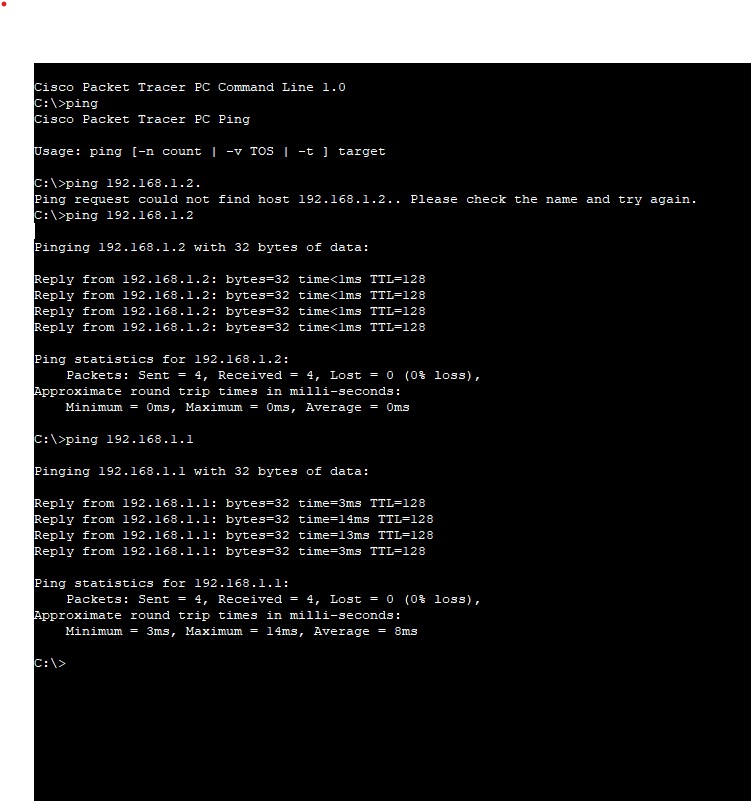 Cisco Packet Tracer PC Command Line 1.0
C:\>ping
Cisco Packet Tracer PC Ping
Usage: ping [-n count | -v TOS | -t ] target
C:\>ping 192.168.1.2.
Ping request could not find host 192.168.1.2.. Please check the name and try again.
C:\>ping 192.168.1.2
Pinging 192.168.1.2 with 32 bytes of data:
Reply from 192.168.1.2: bytes=32 time<1ms TTL=128
Reply from 192.168.1.2: bytes=32 time<1ms TTL=128
Reply from 192.168.1.2: bytes=32 time<1ms TTL=128
Reply from 192.168.1.2: bytes=32 time<1ms TTL=128
Ping statistics for 192.168.1.2:
Packets: Sent = 4, Received = 4, Lost = 0 (0% loss),
Approximate round trip times in milli-seconds:
Minimum = 0ms, Maximum = 0ms, Average = 0ms
C:\>ping 192.168.1.1
Pinging 192.168.1.1 with 32 bytes of data:
Reply from 192.168.1.1: bytes=32 time=3ms TTL=128
Reply from 192.168.1.1: bytes=32 time=14ms TTL=128
Reply from 192.168.1.1: bytes=32 time=13ms TTL=128
Reply from 192.168.1.1: bytes=32 time=3ms TTL=128
Ping statistics for 192.168.1.1:
Packets: Sent = 4, Received = 4, Lost = 0 (0% loss),
Approximate round trip times in milli-seconds:
Minimum = 3ms, Maximum = 14ms, Average = 8ms
C:\>